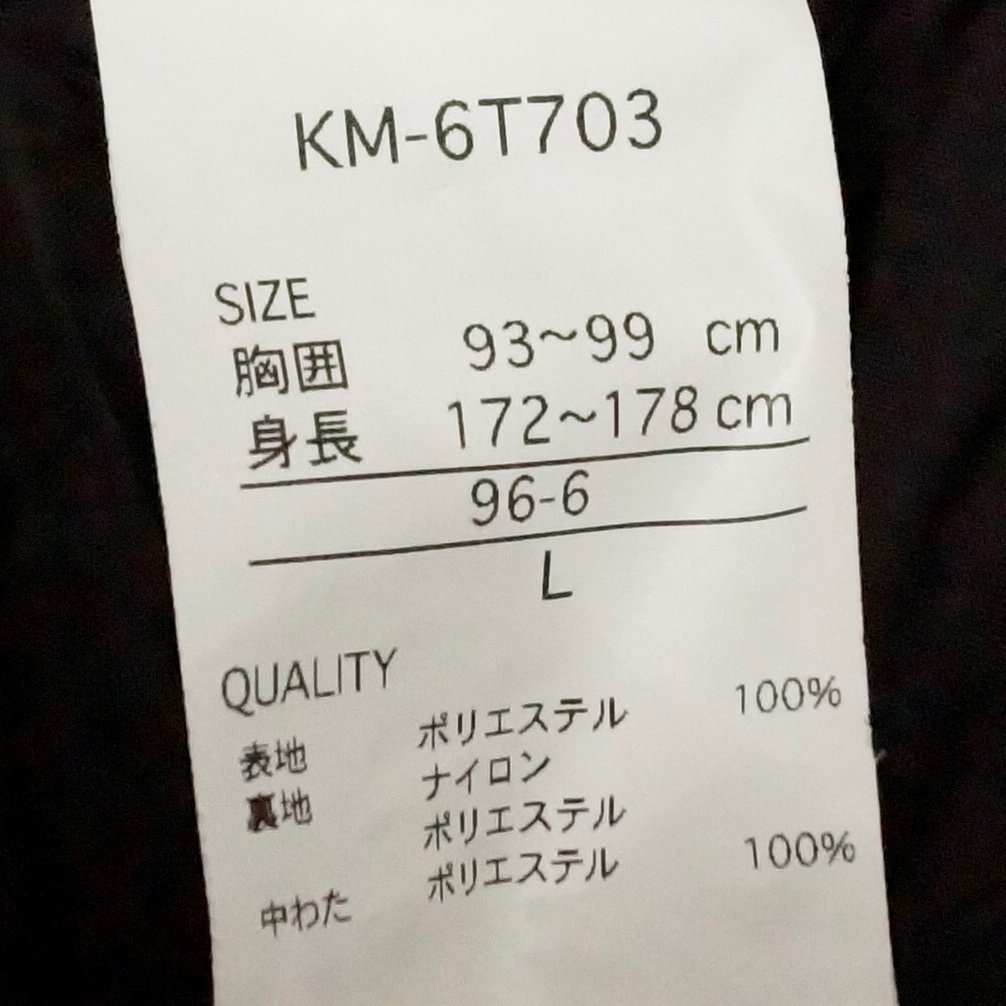 KM-6T703
SIZE
胸囲 93~99 cm
身長 172~178 cm
96-6
L
QUALITY
表地 ポリエステル 100%
裏地 ナイロン
ポリエステル
中わた ポリエステル 100%